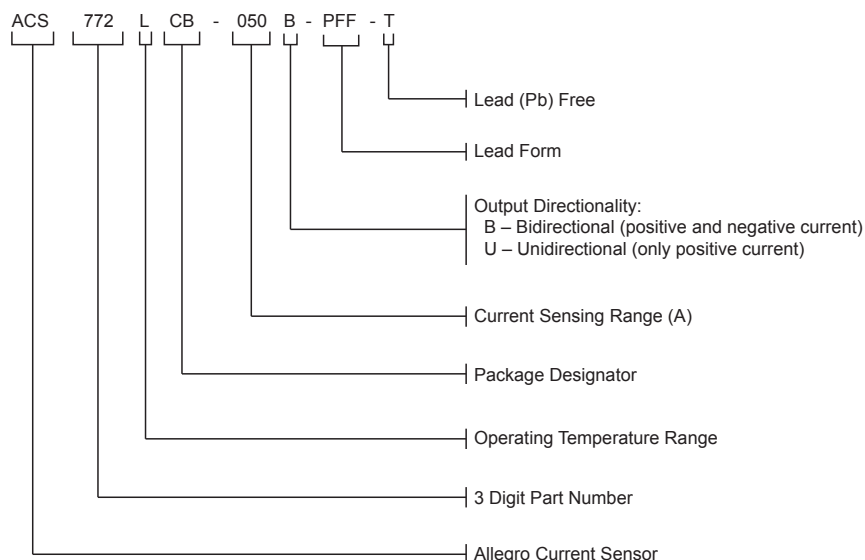 ACS 772 L CB - 050 B - PFF - T
Lead (Pb) Free
Lead Form
Output Directionality:
B – Bidirectional (positive and negative current)
U – Unidirectional (only positive current)
Current Sensing Range (A)
Package Designator
Operating Temperature Range
3 Digit Part Number
Allegro Current Sensor